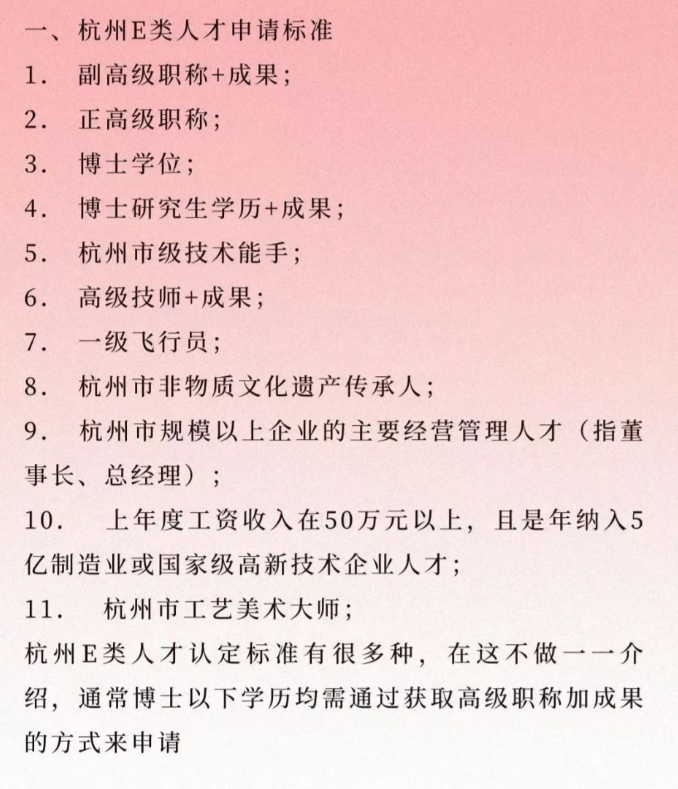 一、杭州E类人才申请标准
1. 副高级职称+成果；
2. 正高级职称；
3. 博士学位；
4. 博士研究生学历+成果；
5. 杭州市级技术能手；
6. 高级技师+成果；
7. 一级飞行员；
8. 杭州市非物质文化遗产传承人；
9. 杭州市规模以上企业的主要经营管理人才（指董
事长、总经理）；
10. 上年度工资收入在50万元以上，且是年纳入5
亿制造业或国家级高新技术企业人才；
11. 杭州市工艺美术大师；
杭州E类人才认定标准有很多种，在这不做一一介
绍，通常博士以下学历均需通过获取高级职称加成果
的方式来申请